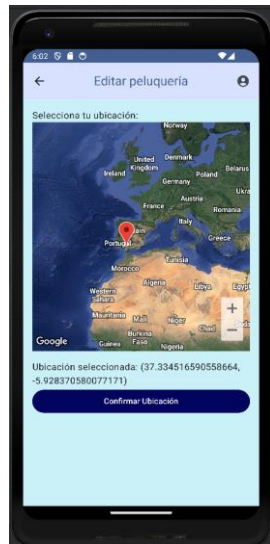 6:02
Editar peluquería
Selecciona tu ubicación:
Norway
United Kingdom
Denmark
Ireland
Poland
Belarus
Germany
Ukra
Austria
France
Romania
Italy
ain
Portugal
Greece
Tunisia
Morocco
Algeria
Libya
Egypt
Western Sahara
Mauritania
Mali
Niger
Chad
Burkina Faso
Guinea
Nigeria
+
−
Google
Ubicación seleccionada: (37.334516590558664,
-5.928370580077171)
Confirmar Ubicación